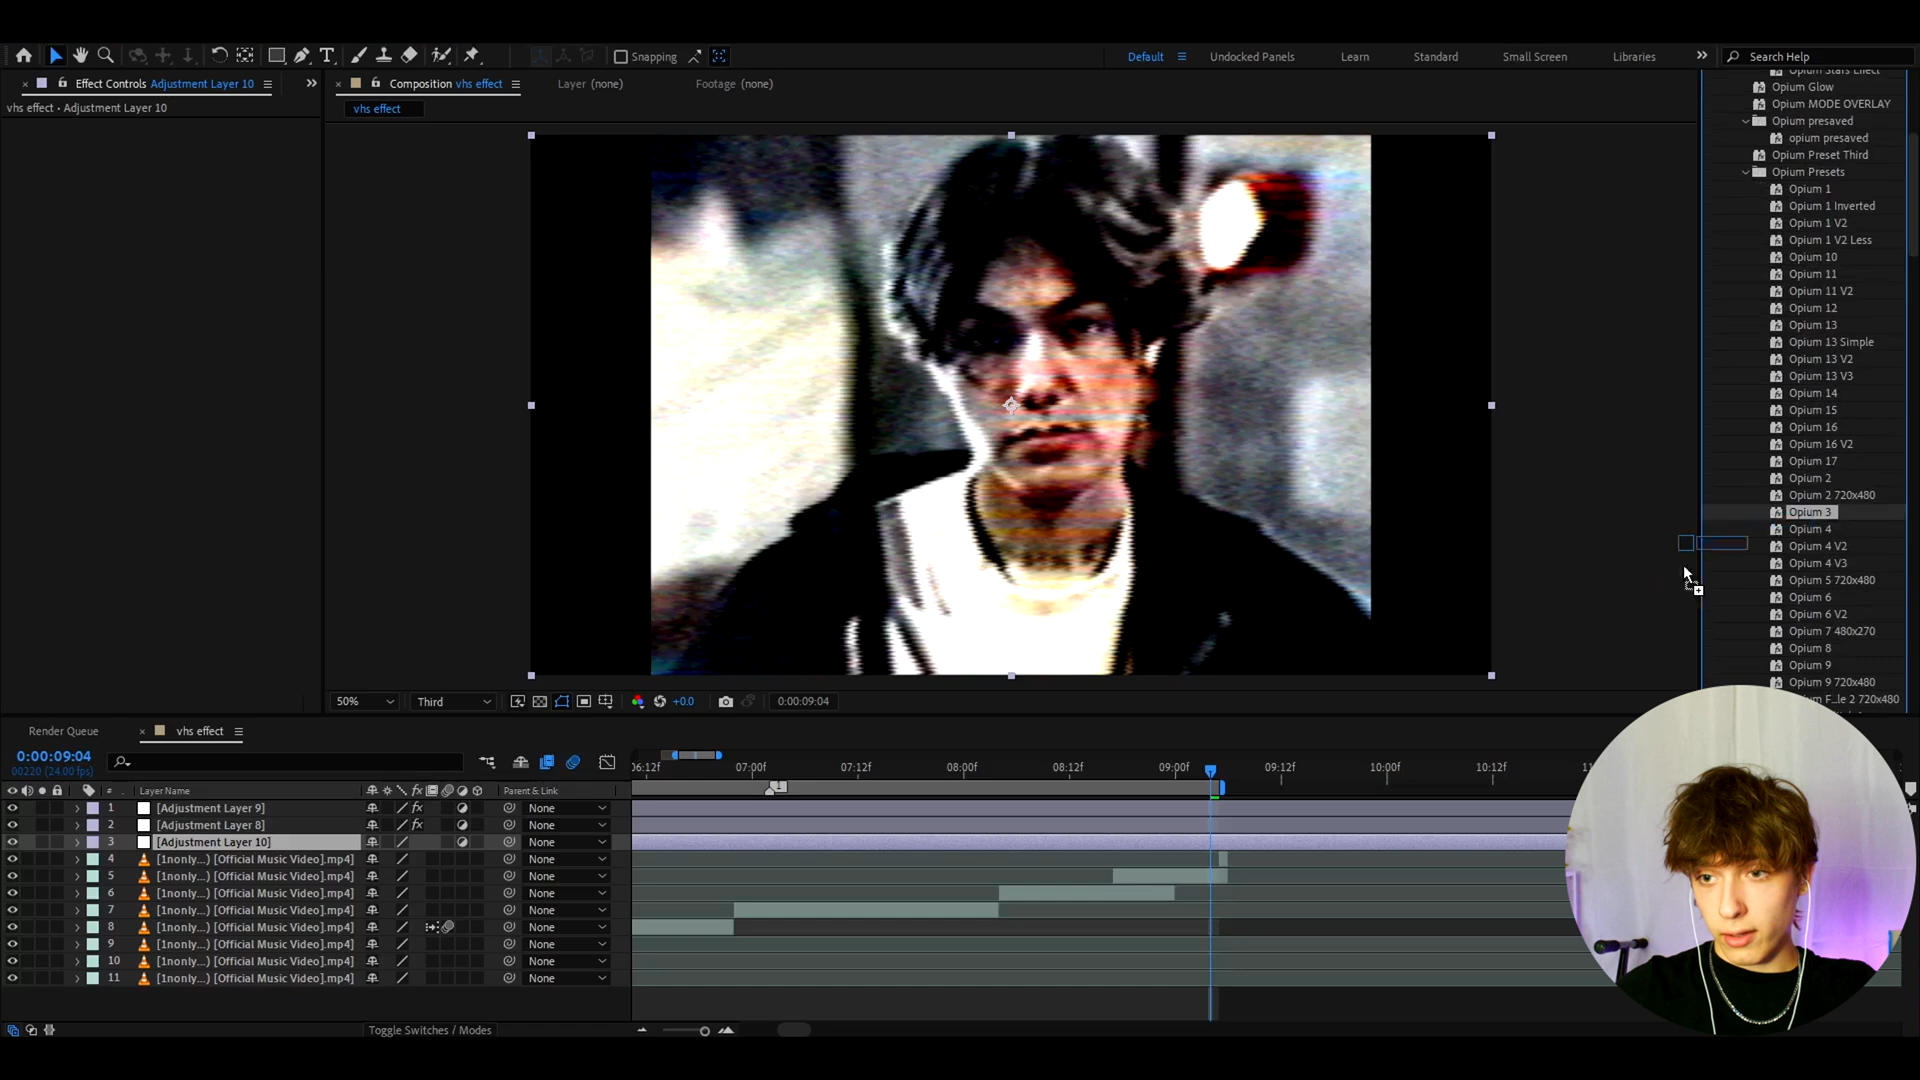 Snapping
Default
Undocked Panels
Learn
Standard
Small Screen
Libraries
Search Help
Effect Controls Adjustment Layer 10
Composition vhs effect
Layer (none)
Footage (none)
vhs effect • Adjustment Layer 10
vhs effect
Opium Stars Effect
Opium Glow
Opium MODE OVERLAY
Opium presaved
opium presaved
Opium Preset Third
Opium Presets
Opium 1
Opium 1 Inverted
Opium 1 V2
Opium 1 V2 Less
Opium 10
Opium 11
Opium 11 V2
Opium 12
Opium 13
Opium 13 Simple
Opium 13 V2
Opium 13 V3
Opium 14
Opium 15
Opium 16
Opium 16 V2
Opium 17
Opium 2
Opium 2 720x480
Opium 3
Opium 4
Opium 4 V2
Opium 4 V3
Opium 5 720x480
Opium 6
Opium 6 V2
Opium 7 480x270
Opium 8
Opium 9
Opium 9 720x480
F...le 2 720x480
50%
Third
+0.0
0:00:09:04
Render Queue
vhs effect
0:00:09:04
00220 (24.00 fps)
06:12f
07:00f
07:12f
08:00f
08:12f
09:00f
09:12f
10:00f
10:12f
1
# Layer Name
Parent & Link
1 [Adjustment Layer 9] fx None
2 [Adjustment Layer 8] fx None
3 [Adjustment Layer 10] None
4 [1nonly...) [Official Music Video].mp4] None
5 [1nonly...) [Official Music Video].mp4] None
6 [1nonly...) [Official Music Video].mp4] None
7 [1nonly...) [Official Music Video].mp4] None
8 [1nonly...) [Official Music Video].mp4] None
9 [1nonly...) [Official Music Video].mp4] None
10 [1nonly...) [Official Music Video].mp4] None
11 [1nonly...) [Official Music Video].mp4] None
Toggle Switches / Modes